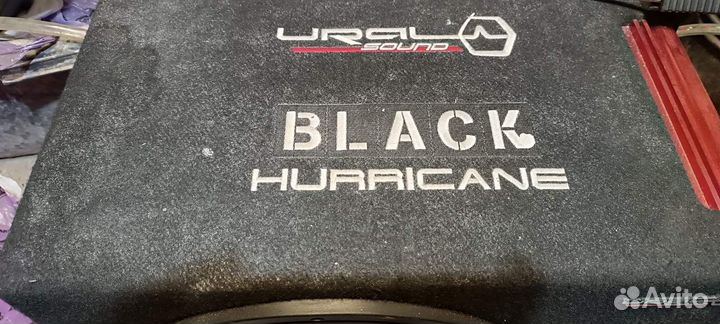 URAL
SOUND
BLACK
HURRICANE
Avito